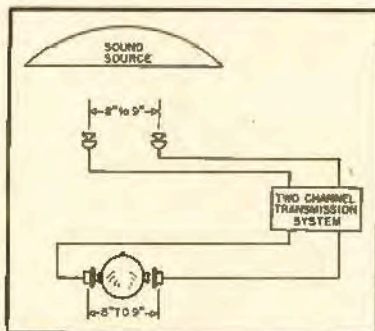 SOUND
SOURCE
8" to 9"
TWO CHANNEL
TRANSMISSION
SYSTEM
8" TO 9"